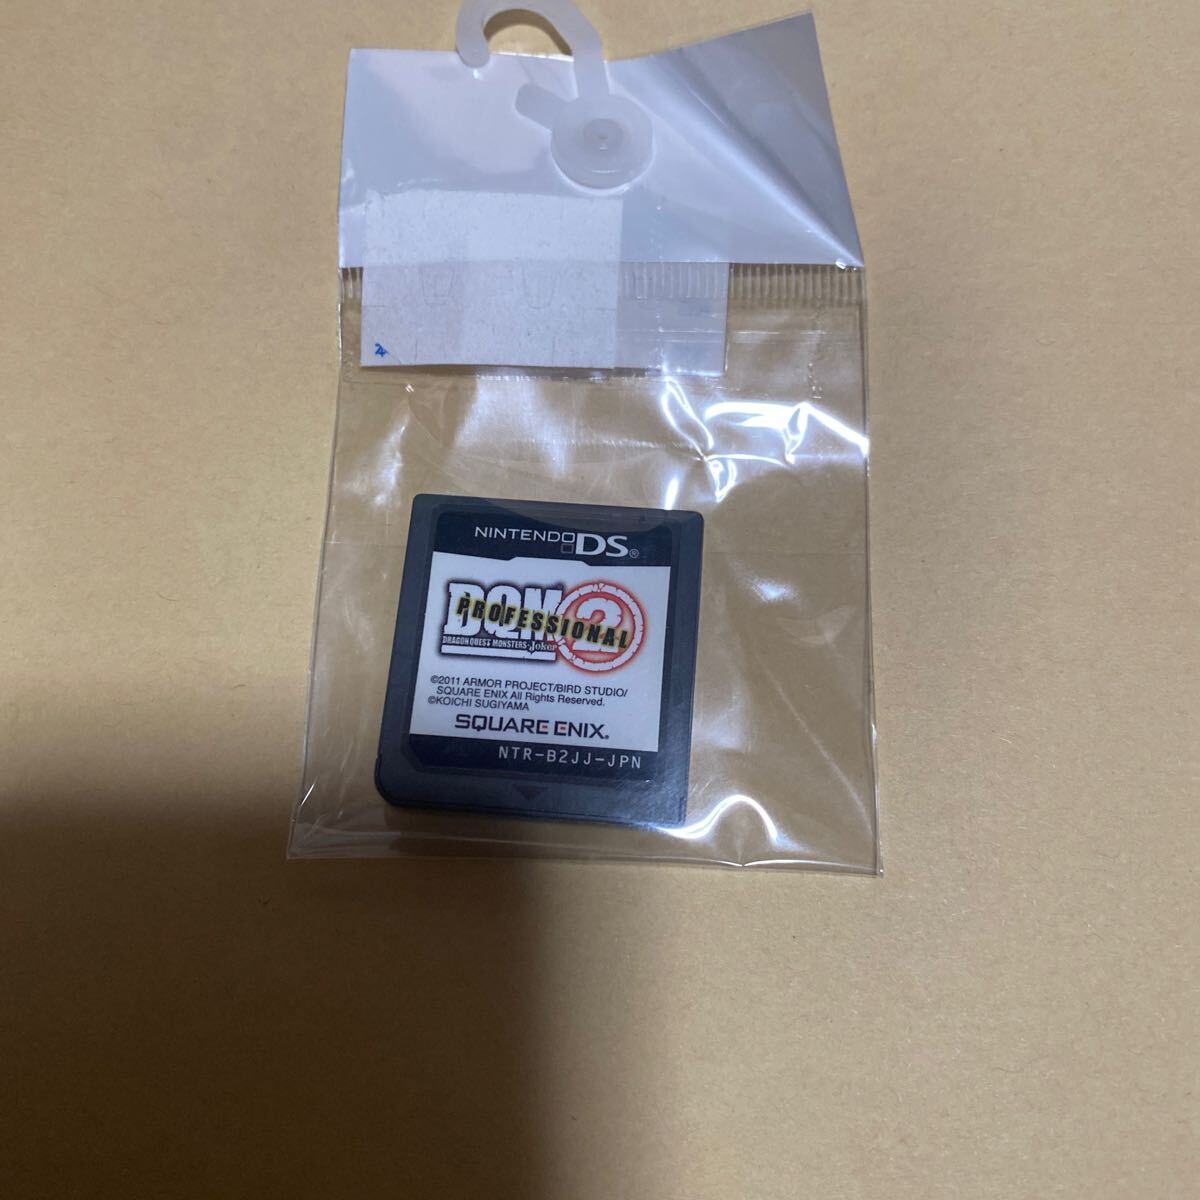 24
NINTENDO DS®
DQM 2
PROFESSIONAL
DRAGON QUEST MONSTERS-Joker
©2011 ARMOR PROJECT/BIRD STUDIO/
SQUARE ENIX All Rights Reserved.
©KOICHI SUGIYAMA
SQUARE ENIX.
NTR-B2JJ-JPN